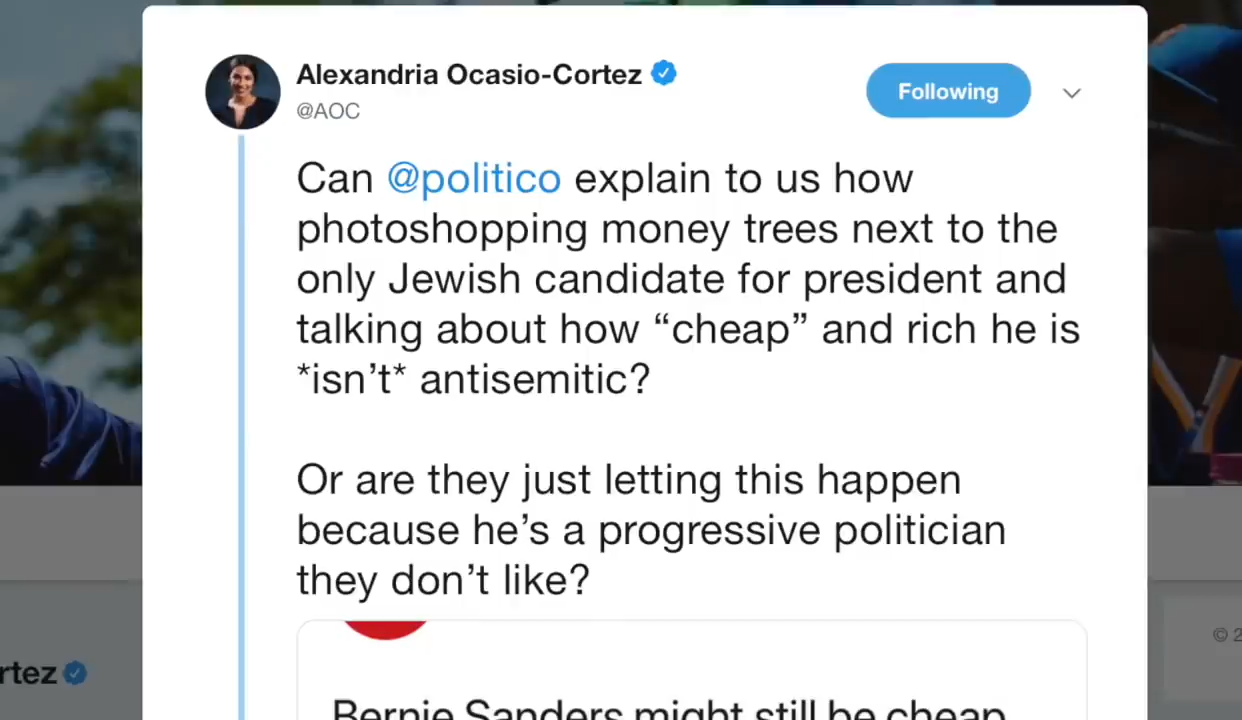 Alexandria Ocasio-Cortez
@AOC
Following
Can @politico explain to us how
photoshopping money trees next to the
only Jewish candidate for president and
talking about how “cheap” and rich he is
*isn’t* antisemitic?
Or are they just letting this happen
because he’s a progressive politician
they don’t like?
© 2
rtez
Bernie Sanders might still be cheap